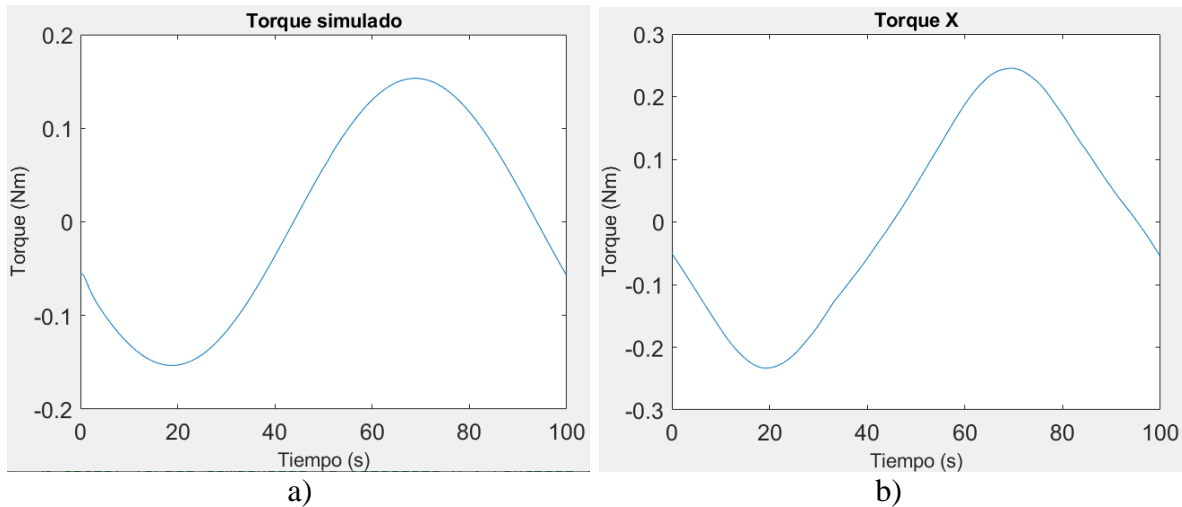 Torque simulado
0.2
0.1
0
-0.1
-0.2
Torque (Nm)
0 20 40 60 80 100
Tiempo (s)
a)
Torque X
0.3
0.2
0.1
0
-0.1
-0.2
-0.3
Torque (Nm)
0 20 40 60 80 100
Tiempo (s)
b)